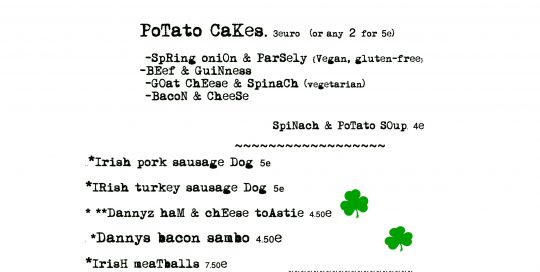 PoTato CaKes. 3euro (or any 2 for 5e)
-SpRing oniOn & ParSely (Vegan, gluten-free)
-BEef & GuiNness
-GOat ChEese & SpinaCh (vegetarian)
-BacoN & CheeSe
SpiNach & PoTato SOup. 4e
~~~~~~~~~~~~~~~~~~
*Irish pork sausage Dog 5e
*IRish turkey sausage Dog 5e
* **Dannyz haM & chEese toAstie 4.50e
*Dannys bacon sambo 4.50e
*IrisH meaTballs 7.50e